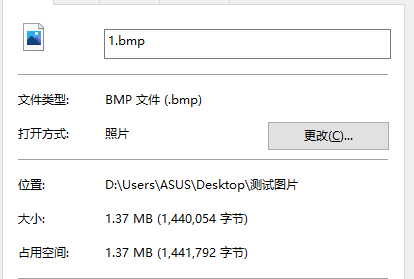 1.bmp
文件类型: BMP 文件 (.bmp)
打开方式: 照片 更改(C)...
位置: D:\Users\ASUS\Desktop\测试图片
大小: 1.37 MB (1,440,054 字节)
占用空间: 1.37 MB (1,441,792 字节)